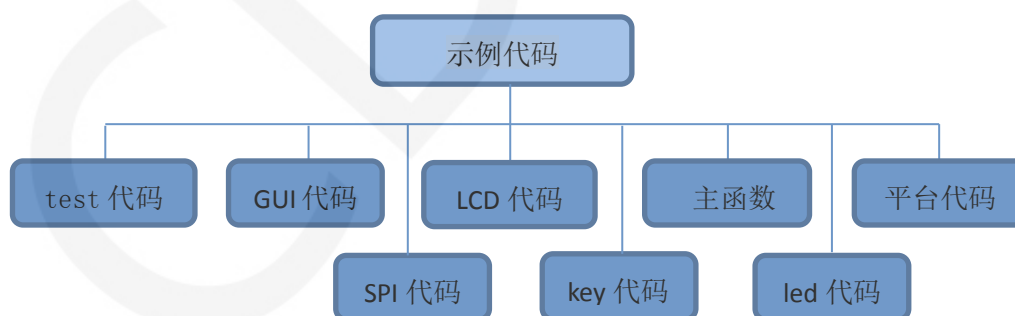 示例代码
test 代码
GUI 代码
LCD 代码
主函数
平台代码
SPI 代码
key 代码
led 代码